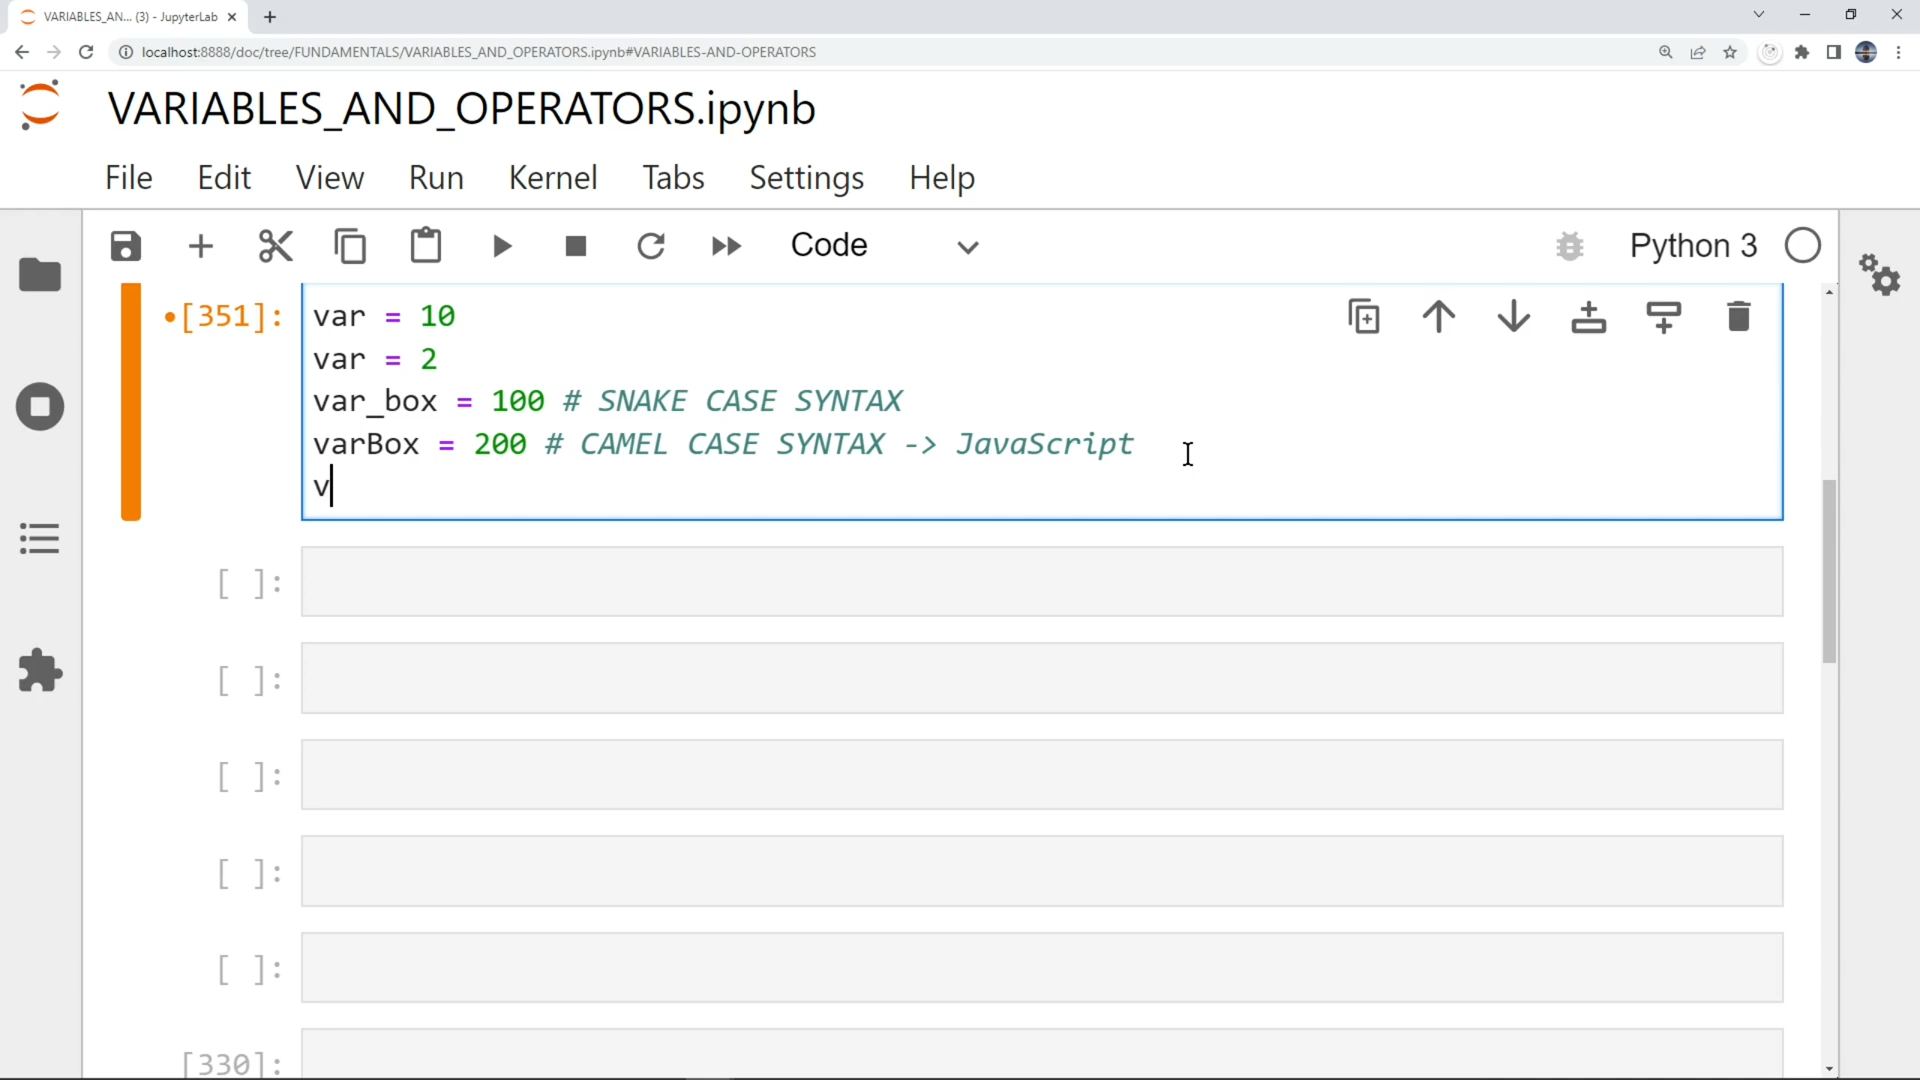 VARIABLES_AN... (3) - JupyterLab
localhost:8888/doc/tree/FUNDAMENTALS/VARIABLES_AND_OPERATORS.ipynb#VARIABLES-AND-OPERATORS
VARIABLES_AND_OPERATORS.ipynb
File Edit View Run Kernel Tabs Settings Help
Code Python 3
[351]: var = 10
var = 2
var_box = 100 # SNAKE CASE SYNTAX
varBox = 200 # CAMEL CASE SYNTAX -> JavaScript
v
[ ]:
[ ]:
[ ]:
[ ]:
[ ]:
[330]: